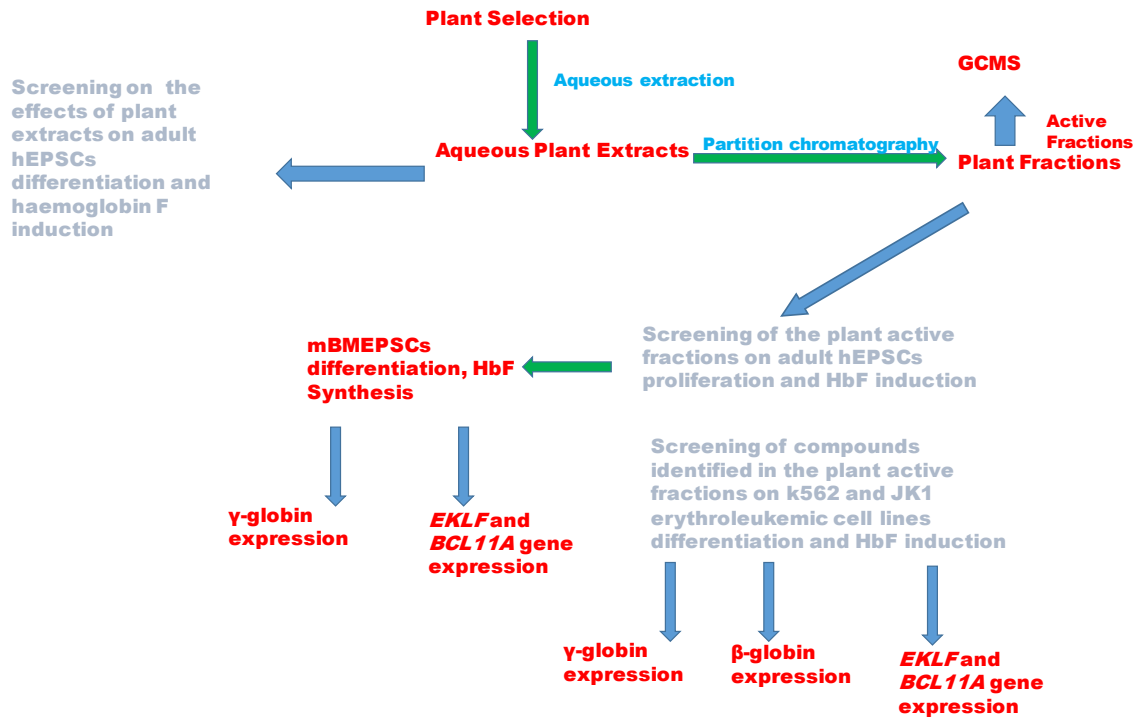 Plant Selection
Aqueous extraction
Screening on the
effects of plant
extracts on adult
hEPSCs
differentiation and
haemoglobin F
induction
GCMS
Active
Fractions
Aqueous Plant Extracts
Partition chromatography
Plant Fractions
Screening of the plant active
fractions on adult hEPSCs
proliferation and HbF induction
mBMEPSCs
differentiation, HbF
Synthesis
γ-globin
expression
EKLF and
BCL11A gene
expression
Screening of compounds
identified in the plant active
fractions on k562 and JK1
erythroleukemic cell lines
differentiation and HbF induction
γ-globin
expression
β-globin
expression
EKLF and
BCL11A gene
expression